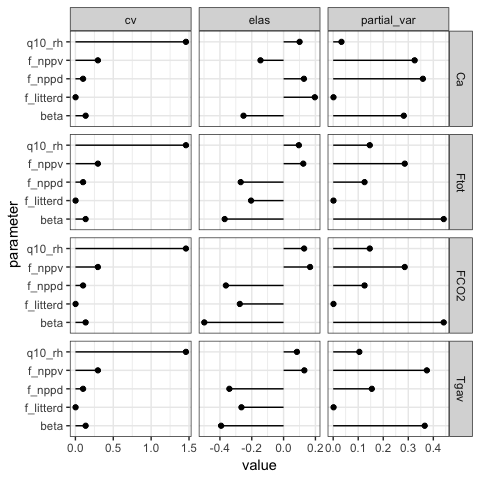 cv elas partial_var
q10_rh
f_nppv
f_nppd
f_litterd
beta
Ca
q10_rh
f_nppv
f_nppd
f_litterd
beta
Ftot
q10_rh
f_nppv
f_nppd
f_litterd
beta
FCO2
q10_rh
f_nppv
f_nppd
f_litterd
beta
Tgav
parameter
0.0 0.5 1.0 1.5 -0.4 -0.2 0.0 0.2 0.0 0.1 0.2 0.3 0.4
value